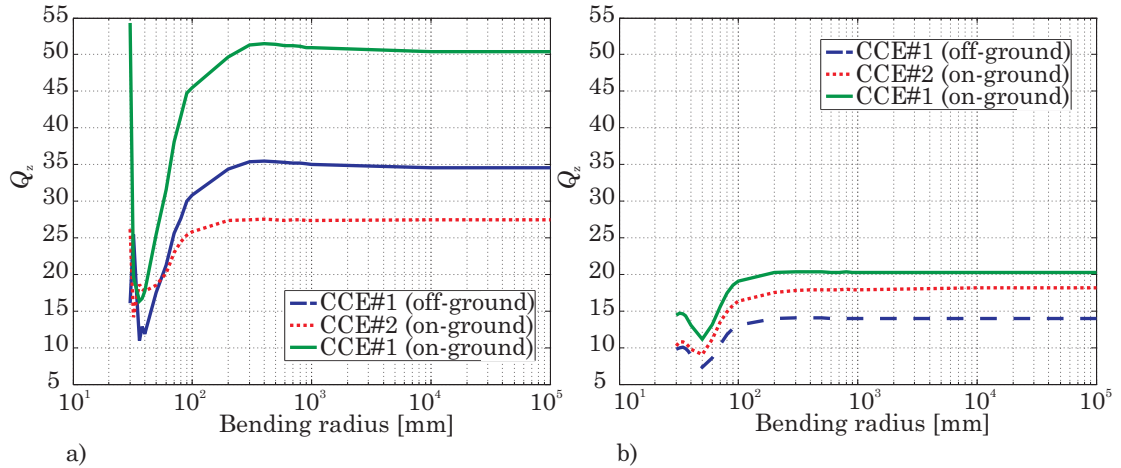 55
50
45
40
35
30
25
20
15
10
5
Q_z
CCE#1 (off-ground)
CCE#2 (on-ground)
CCE#1 (on-ground)
10^1 10^2 10^3 10^4 10^5
Bending radius [mm]
a)
55
50
45
40
35
30
25
20
15
10
5
Q_z
CCE#1 (off-ground)
CCE#2 (on-ground)
CCE#1 (on-ground)
10^1 10^2 10^3 10^4 10^5
Bending radius [mm]
b)